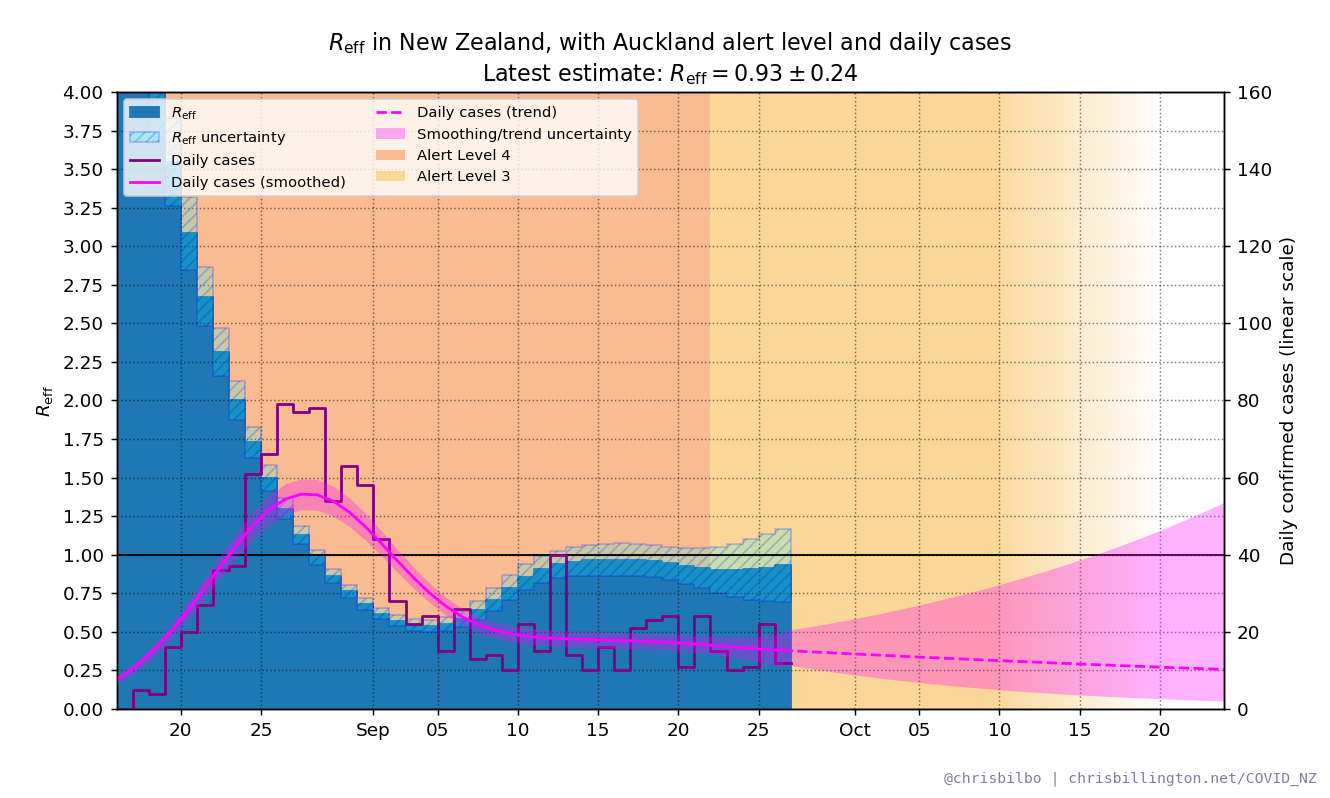 Reff in New Zealand, with Auckland alert level and daily cases
Latest estimate: Reff = 0.93 ± 0.24
Reff
Reff uncertainty
Daily cases
Daily cases (smoothed)
Daily cases (trend)
Smoothing/trend uncertainty
Alert Level 4
Alert Level 3
4.00
3.75
3.50
3.25
3.00
2.75
2.50
2.25
2.00
1.75
1.50
1.25
1.00
0.75
0.50
0.25
0.00
Reff
160
140
120
100
80
60
40
20
0
Daily confirmed cases (linear scale)
20 25 Sep 05 10 15 20 25 Oct 05 10 15 20
@chrisbilbo | chrisbillington.net/COVID_NZ